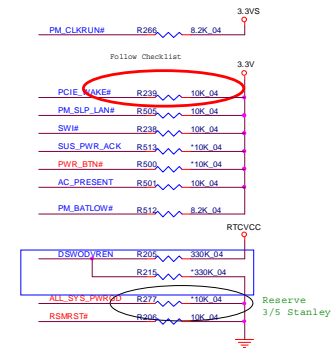 3.3VS
PM_CLKRUN# R266 8.2K_04
Follow Checklist
3.3V
PCIE_WAKE# R239 10K_04
PM_SLP_LAN# R505 10K_04
SWI# R238 10K_04
SUS_PWR_ACK R513 *10K_04
PWR_BTN# R500 *10K_04
AC_PRESENT R501 10K_04
PM_BATLOW# R512 8.2K_04
RTCVCC
DSWODVREN R205 330K_04
R215 *330K_04
ALL_SYS_PWRGD R277 *10K_04
Reserve
3/5 Stanley
RSMRST# R206 10K_04